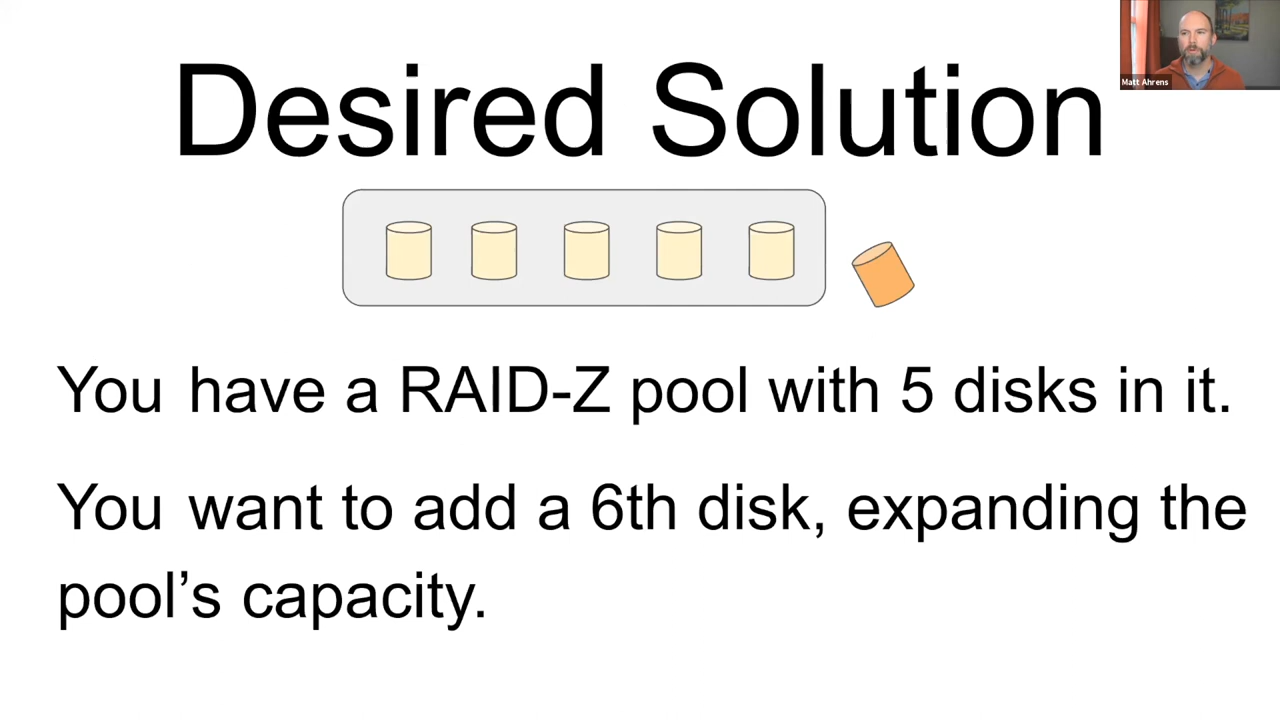 Desired Solution
Matt Ahrens
You have a RAID-Z pool with 5 disks in it.
You want to add a 6th disk, expanding the
pool’s capacity.